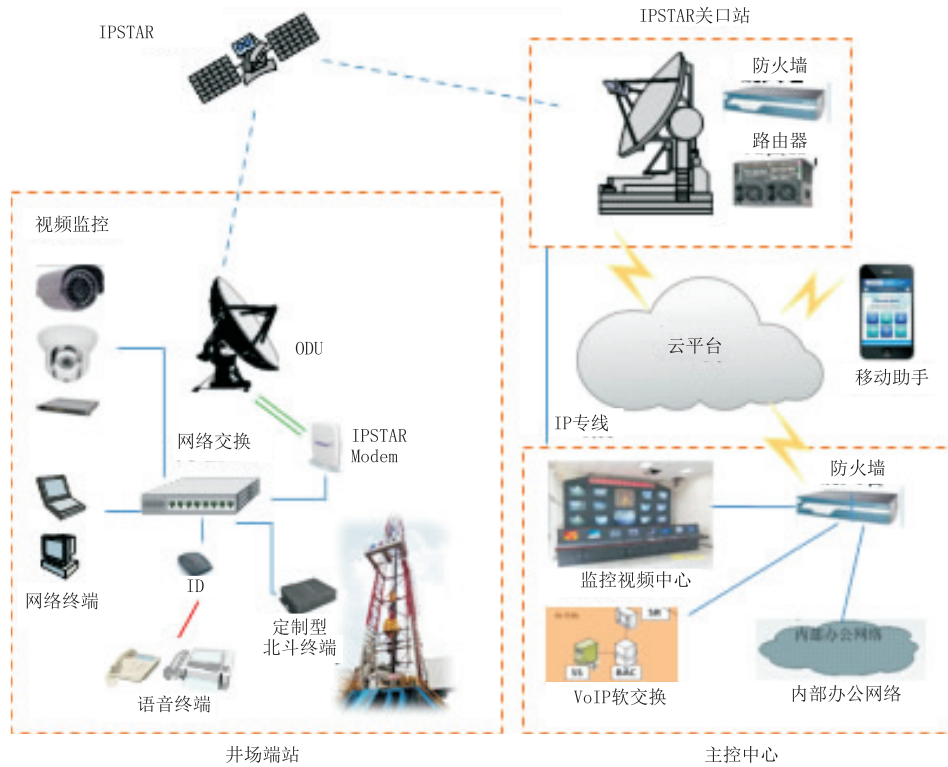 IPSTAR
IPSTAR关口站
防火墙
路由器
视频监控
ODU
云平台
移动助手
网络交换
IPSTAR
Modem
IP专线
防火墙
ID
网络终端
定制型
北斗终端
监控视频中心
语音终端
SR
SS
BAC
内部办公网络
VoIP软交换
内部办公网络
井场端站
主控中心